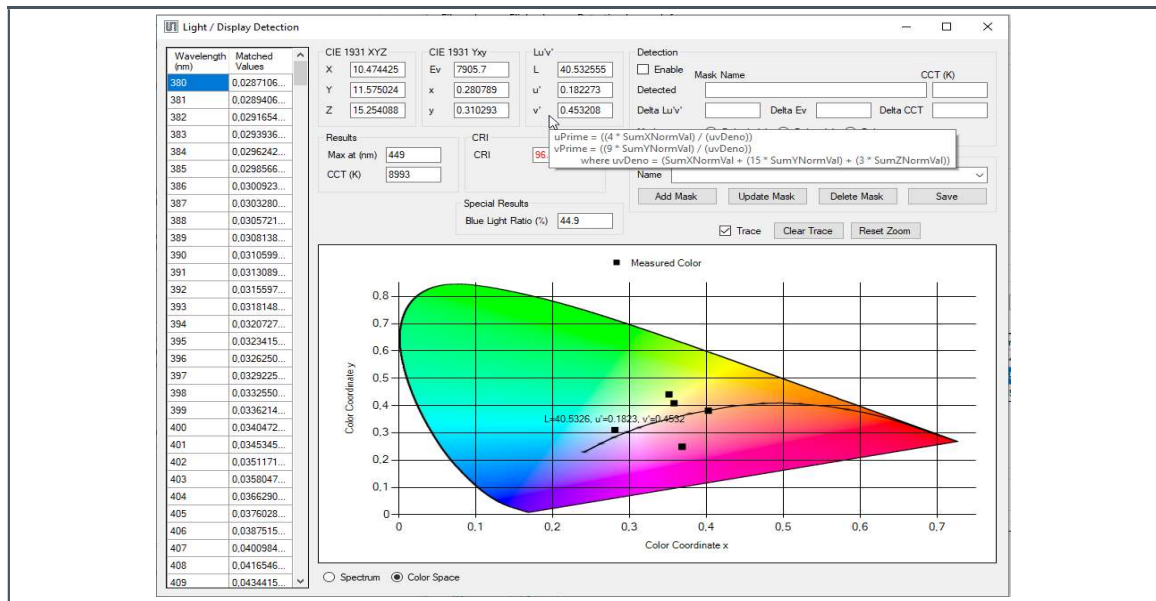 Light / Display Detection
Wavelength (nm) Matched Values
380 0,0287106...
381 0,0289406...
382 0,0291654...
383 0,0293936...
384 0,0296242...
385 0,0298566...
386 0,0300923...
387 0,0303280...
388 0,0305721...
389 0,0308138...
390 0,0310599...
391 0,0313089...
392 0,0315597...
393 0,0318148...
394 0,0320727...
395 0,0323415...
396 0,0326250...
397 0,0329225...
398 0,0332550...
399 0,0336214...
400 0,0340472...
401 0,0345345...
402 0,0351171...
403 0,0358047...
404 0,0366290...
405 0,0376028...
406 0,0387515...
407 0,0400984...
408 0,0416546...
409 0,0434415...
CIE 1931 XYZ
X 10.474425
Y 11.575024
Z 15.254088
CIE 1931 Yxy
Ev 7905.7
x 0.280789
y 0.310293
Lu'v'
L 40.532555
u' 0.182273
v' 0.453208
Detection
Enable Mask Name CCT (K)
Detected
Delta Lu'v' Delta Ev Delta CCT
uPrime = ((4 * SumXNormVal) / (uvDeno))
vPrime = ((9 * SumYNormVal) / (uvDeno))
where uvDeno = (SumXNormVal + (15 * SumYNormVal) + (3 * SumZNormVal))
Results
Max at (nm) 449
CCT (K) 8993
CRI
CRI 96.
Special Results
Blue Light Ratio (%) 44.9
Name
Add Mask Update Mask Delete Mask Save
Trace Clear Trace Reset Zoom
Measured Color
Color Coordinate y
0,8
0,7
0,6
0,5
0,4
0,3
0,2
0,1
0
L=40.5326, u'=0.1823, v'=0.4532
0 0,1 0,2 0,3 0,4 0,5 0,6 0,7
Color Coordinate x
Spectrum Color Space